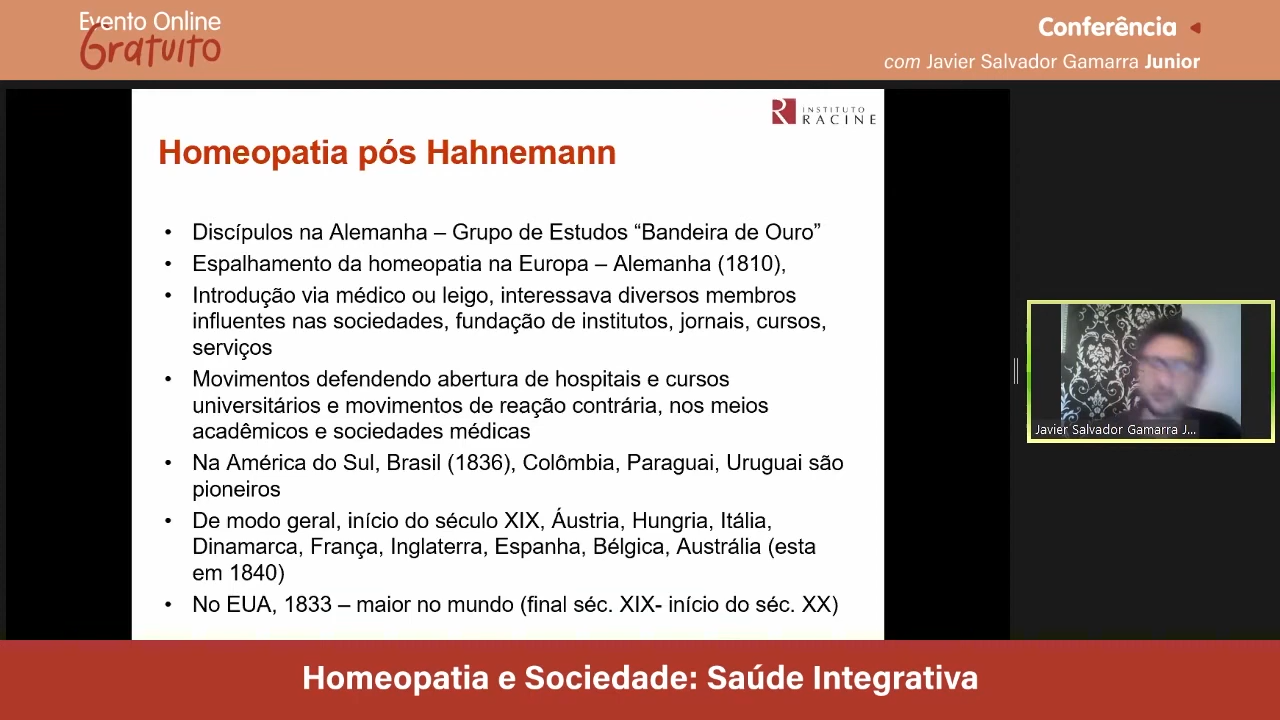 Evento Online
Gratuito
Conferência
com Javier Salvador Gamarra Junior
INSTITUTO
RACINE
Homeopatia pós Hahnemann
• Discípulos na Alemanha – Grupo de Estudos “Bandeira de Ouro”
• Espalhamento da homeopatia na Europa – Alemanha (1810),
• Introdução via médico ou leigo, interessava diversos membros
influentes nas sociedades, fundação de institutos, jornais, cursos,
serviços
• Movimentos defendendo abertura de hospitais e cursos
universitários e movimentos de reação contrária, nos meios
acadêmicos e sociedades médicas
• Na América do Sul, Brasil (1836), Colômbia, Paraguai, Uruguai são
pioneiros
• De modo geral, início do século XIX, Áustria, Hungria, Itália,
Dinamarca, França, Inglaterra, Espanha, Bélgica, Austrália (esta
em 1840)
• No EUA, 1833 – maior no mundo (final séc. XIX- início do séc. XX)
Javier Salvador Gamarra J...
Homeopatia e Sociedade: Saúde Integrativa